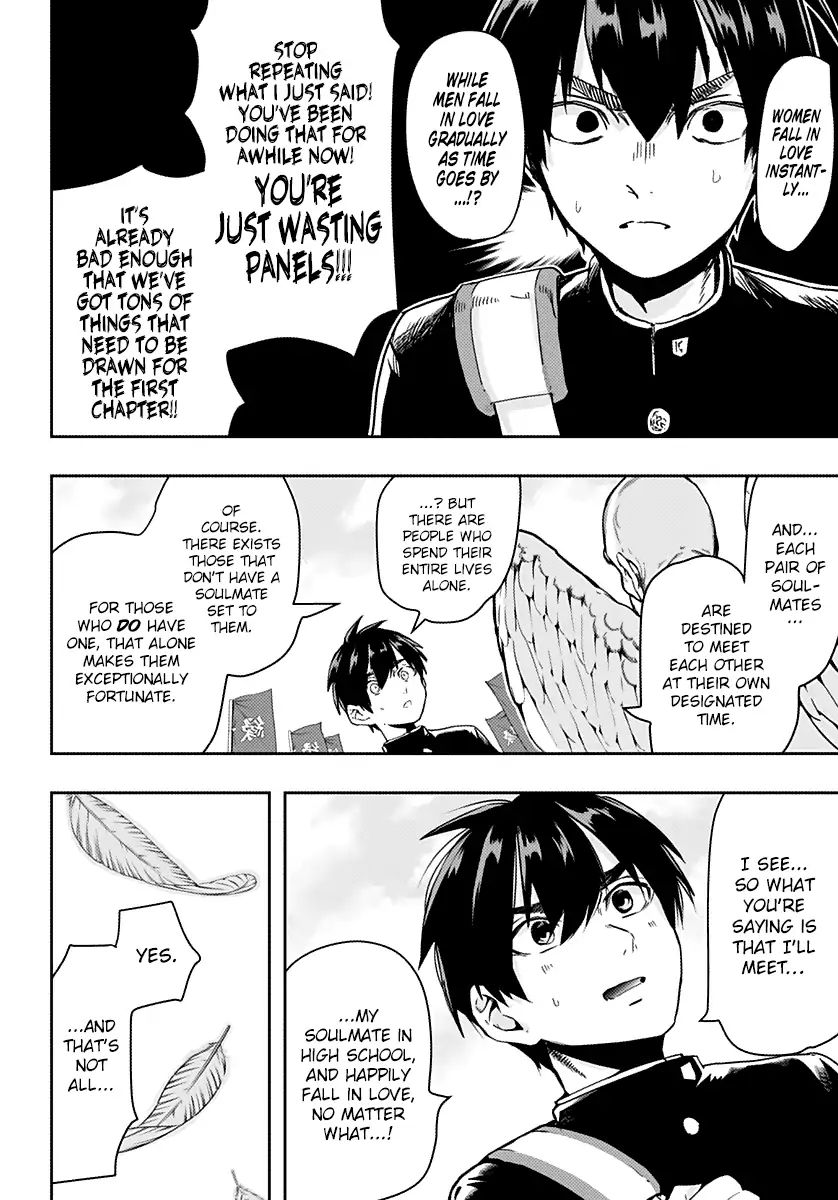 WOMEN
FALL IN
LOVE
INSTANT-
LY...
WHILE
MEN FALL
IN LOVE
GRADUALLY
AS TIME
GOES BY
...!?
STOP
REPEATING
WHAT I JUST SAID!
YOU'VE BEEN
DOING THAT FOR
AWHILE NOW!
YOU'RE
JUST WASTING
PANELS!!!
IT'S
ALREADY
BAD ENOUGH
THAT WE'VE
GOT TONS OF
THINGS THAT
NEED TO BE
DRAWN FOR
THE FIRST
CHAPTER!!
AND...
EACH
PAIR OF
SOUL-
MATES...
ARE
DESTINED
TO MEET
EACH OTHER
AT THEIR OWN
DESIGNATED
TIME.
...? BUT
THERE ARE
PEOPLE WHO
SPEND THEIR
ENTIRE LIVES
ALONE.
OF
COURSE.
THERE EXISTS
THOSE THAT
DON'T HAVE A
SOULMATE
SET TO
THEM.
FOR THOSE
WHO DO HAVE
ONE, THAT ALONE
MAKES THEM
EXCEPTIONALLY
FORTUNATE.
I SEE...
SO WHAT
YOU'RE
SAYING IS
THAT I'LL
MEET...
...MY
SOULMATE IN
HIGH SCHOOL,
AND HAPPILY
FALL IN LOVE,
NO MATTER
WHAT...!
YES.
...AND
THAT'S
NOT
ALL...